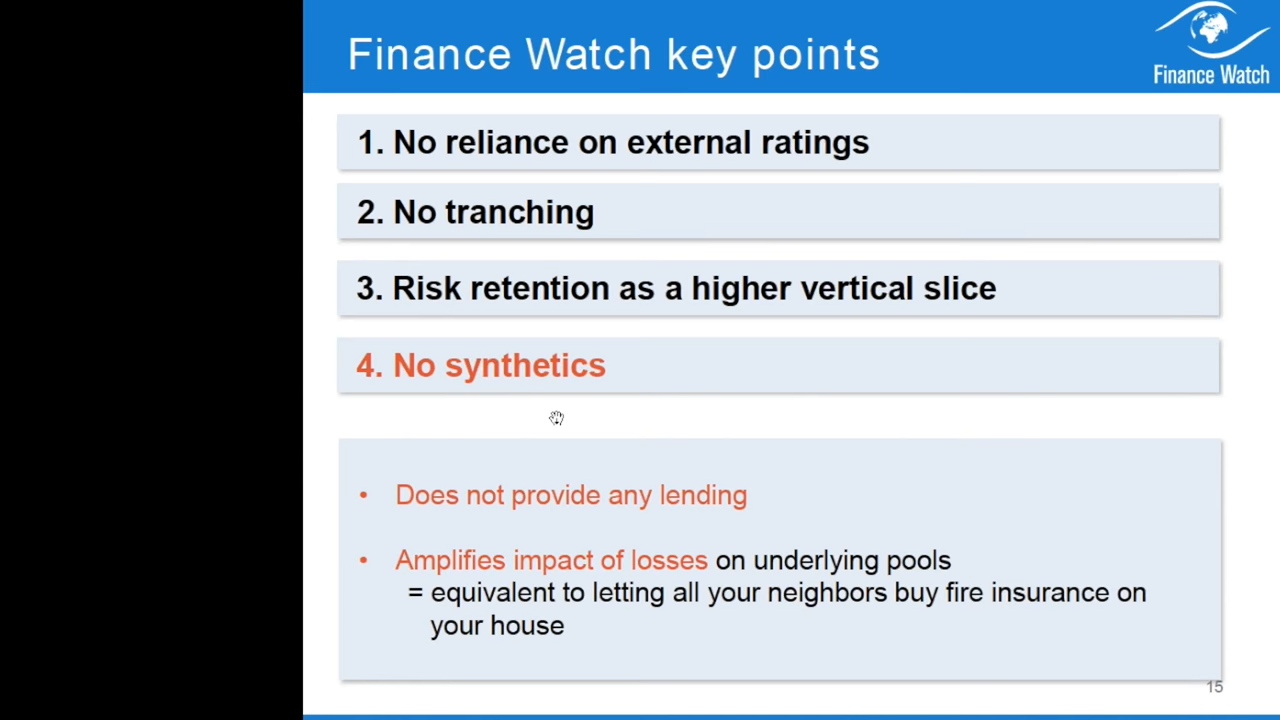 Finance Watch key points
Finance Watch
1. No reliance on external ratings
2. No tranching
3. Risk retention as a higher vertical slice
4. No synthetics
• Does not provide any lending
• Amplifies impact of losses on underlying pools
= equivalent to letting all your neighbors buy fire insurance on
your house
15